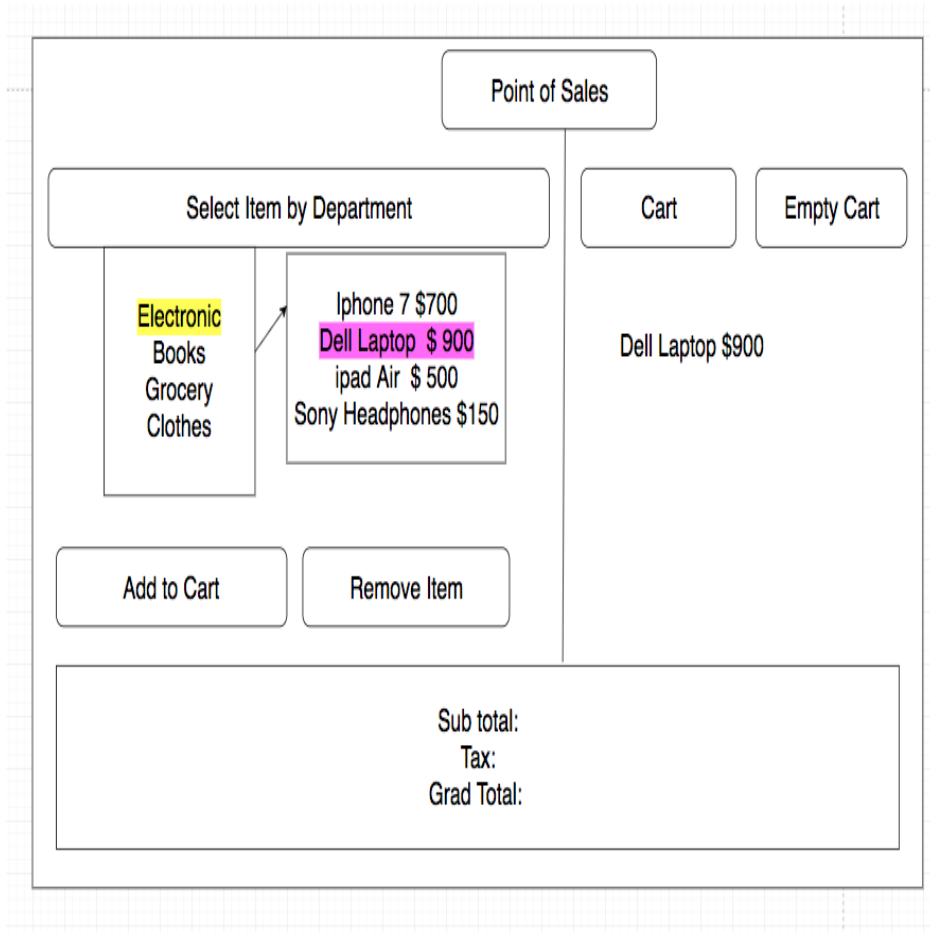 Point of Sales
Select Item by Department
Cart
Empty Cart
Electronic
Books
Grocery
Clothes
Iphone 7 $700
Dell Laptop $ 900
ipad Air $ 500
Sony Headphones $150
Dell Laptop $900
Add to Cart
Remove Item
Sub total:
Tax:
Grad Total: